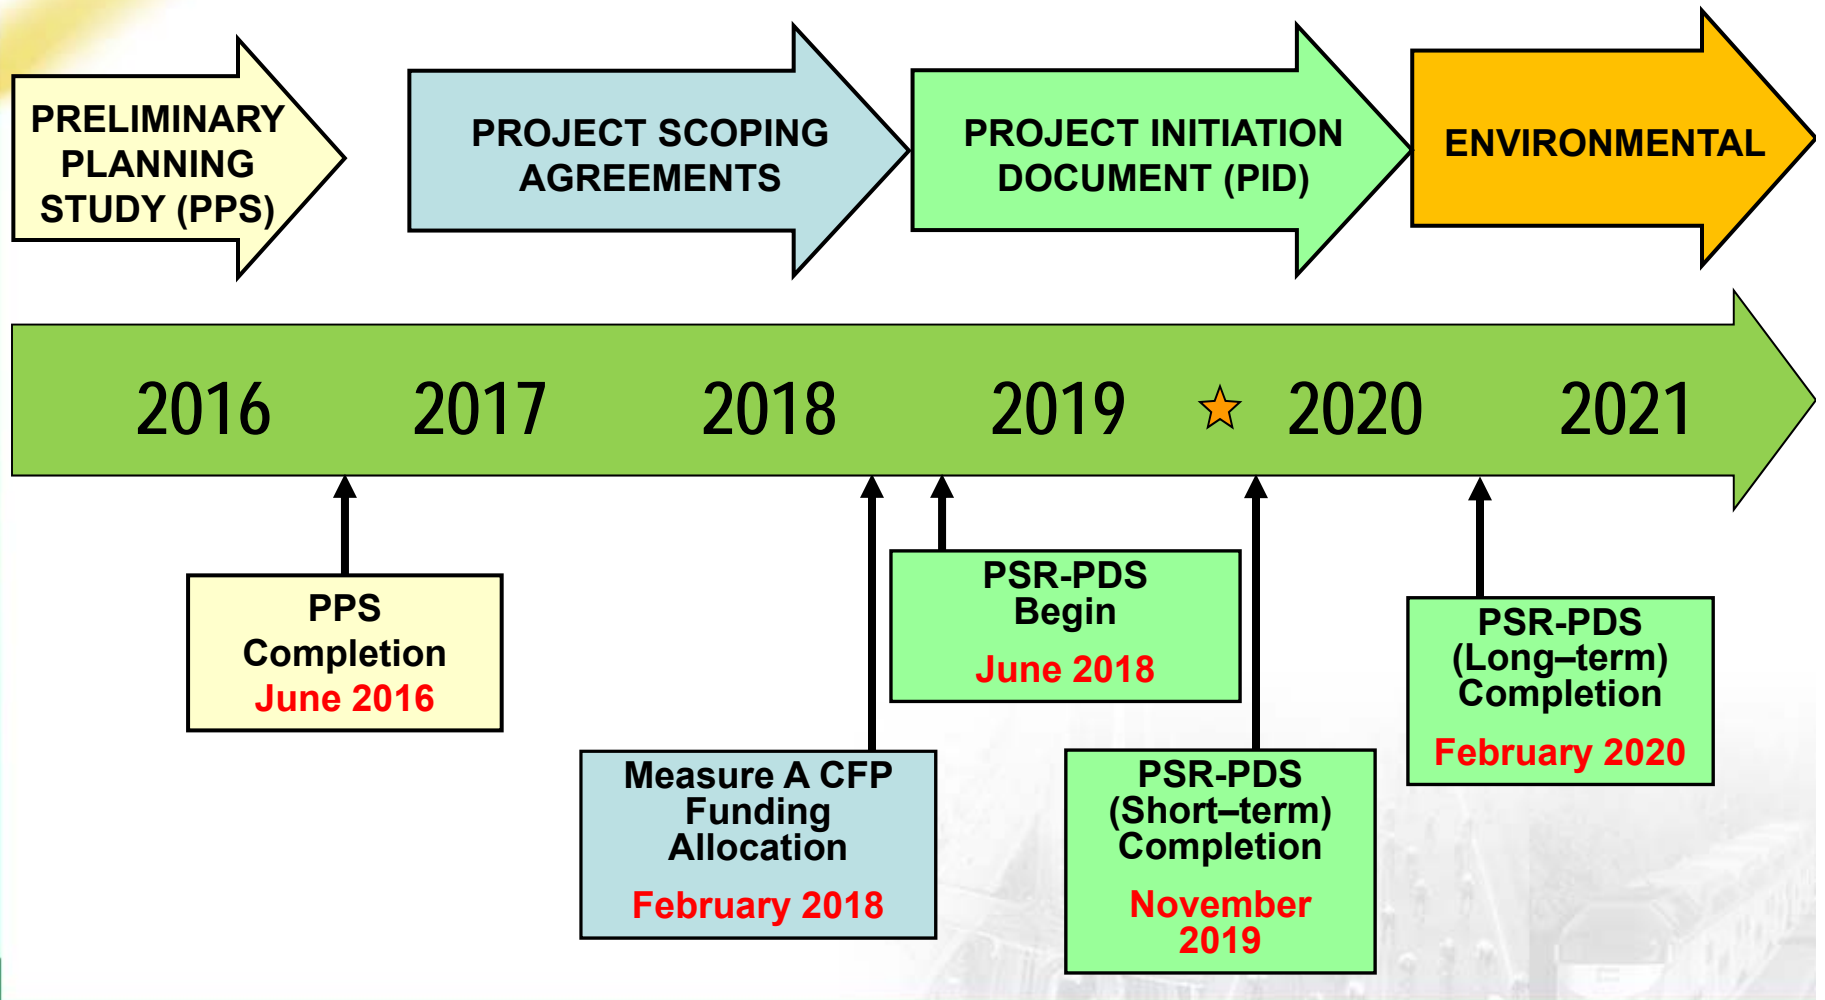 PRELIMINARY
PLANNING
STUDY (PPS)
PROJECT SCOPING
AGREEMENTS
PROJECT INITIATION
DOCUMENT (PID)
ENVIRONMENTAL
2016
2017
2018
2019
2020
2021
PPS
Completion
June 2016
Measure A CFP
Funding
Allocation
February 2018
PSR-PDS
Begin
June 2018
PSR-PDS
(Short–term)
Completion
November
2019
PSR-PDS
(Long–term)
Completion
February 2020